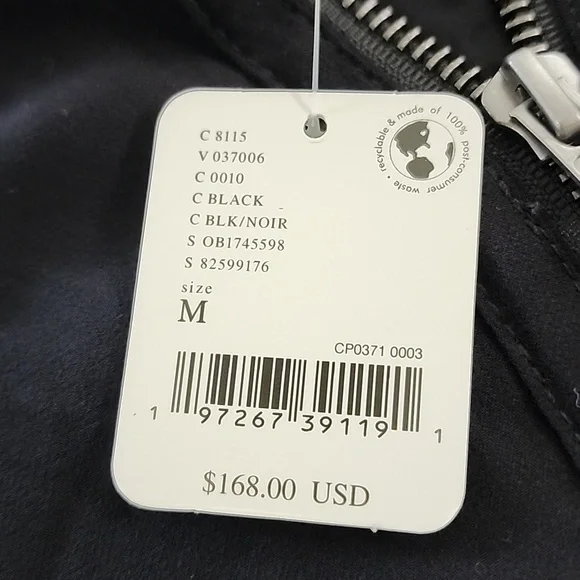 C 8115
V 037006
C 0010
C BLACK
C BLK/NOIR
S OB1745598
S 82599176
size
M
recyclable & made of 100% post-consumer waste •
CP0371 0003
1 97267 39119 1
$168.00 USD